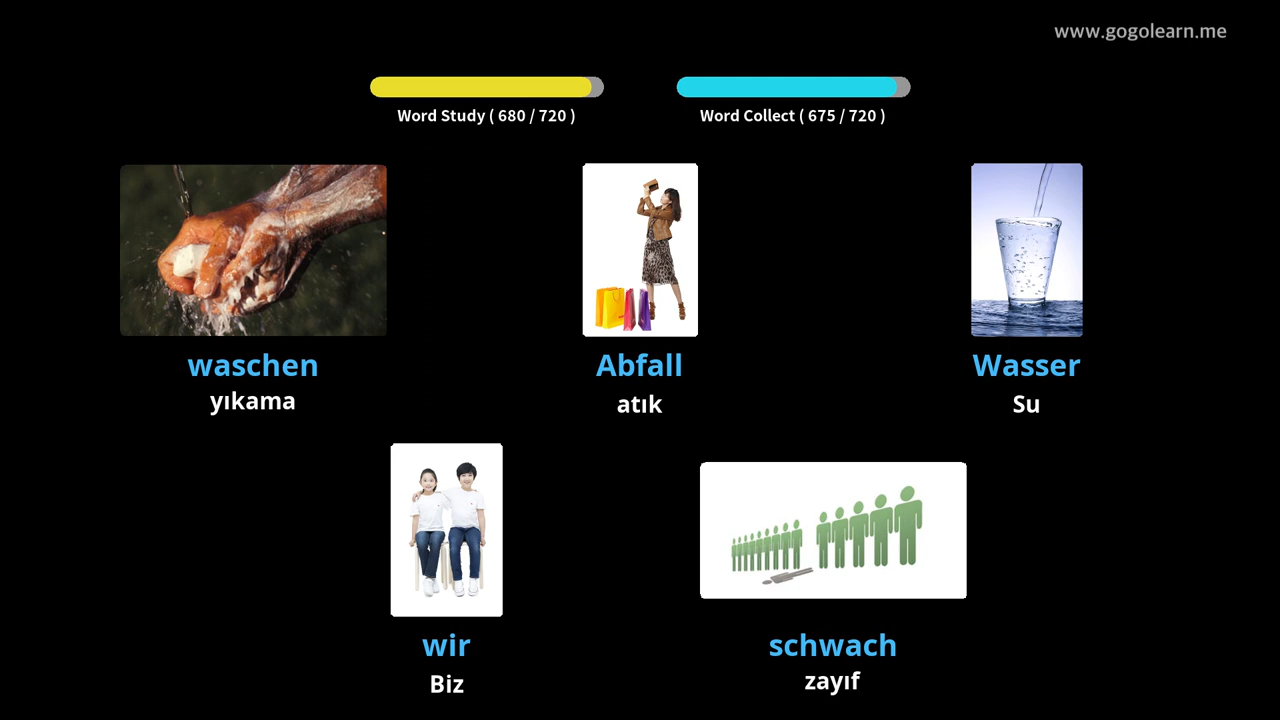 www.gogolearn.me
Word Study ( 680 / 720 )
Word Collect ( 675 / 720 )
waschen
yıkama
Abfall
atık
Wasser
Su
wir
Biz
schwach
zayıf